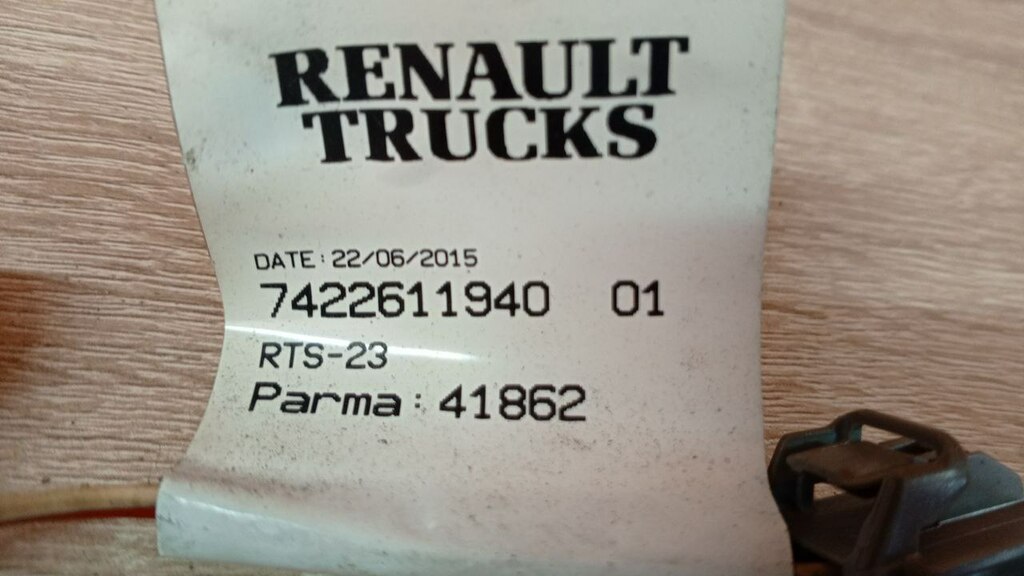 RENAULT
TRUCKS
DATE: 22/06/2015
7422611940 01
RTS-23
Parma: 41862